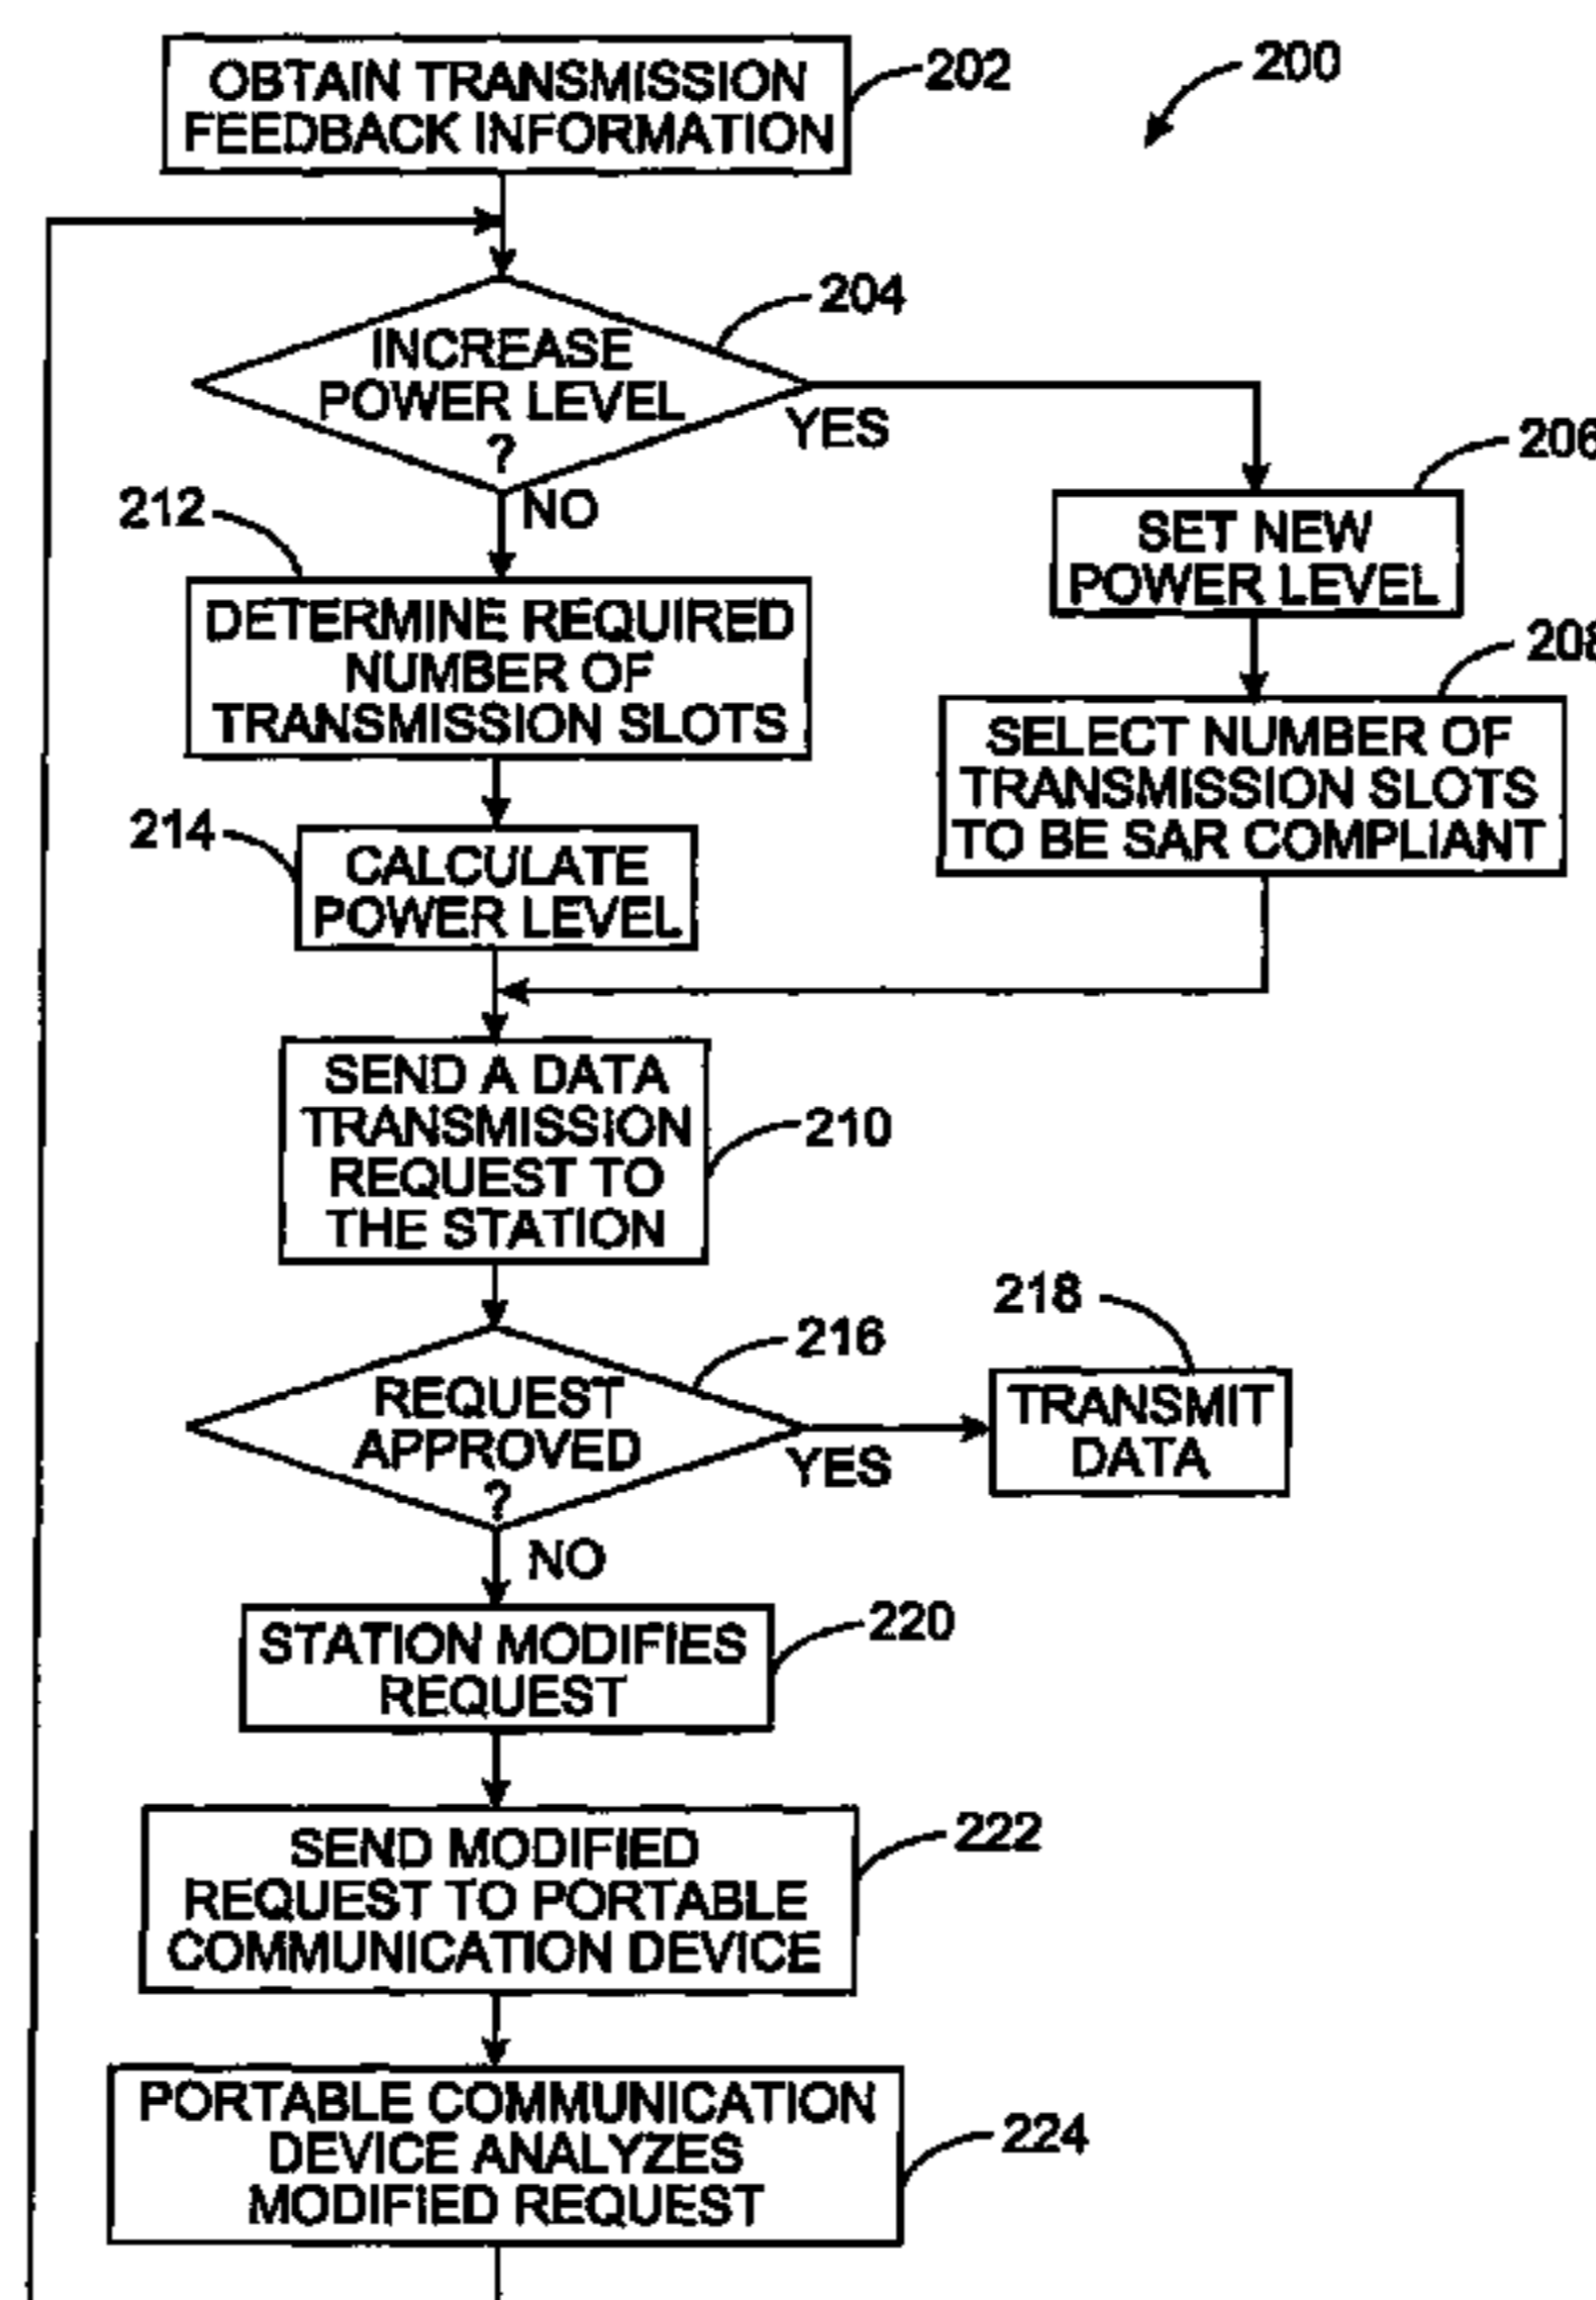 OBTAIN TRANSMISSION
FEEDBACK INFORMATION
202
200
INCREASE
POWER LEVEL
?
204
YES
NO
206
SET NEW
POWER LEVEL
212
DETERMINE REQUIRED
NUMBER OF
TRANSMISSION SLOTS
208
SELECT NUMBER OF
TRANSMISSION SLOTS
TO BE SAR COMPLIANT
214
CALCULATE
POWER LEVEL
SEND A DATA
TRANSMISSION
REQUEST TO
THE STATION
210
REQUEST
APPROVED
?
216
YES
NO
218
TRANSMIT
DATA
STATION MODIFIES
REQUEST
220
SEND MODIFIED
REQUEST TO PORTABLE
COMMUNICATION DEVICE
222
PORTABLE COMMUNICATION
DEVICE ANALYZES
MODIFIED REQUEST
224